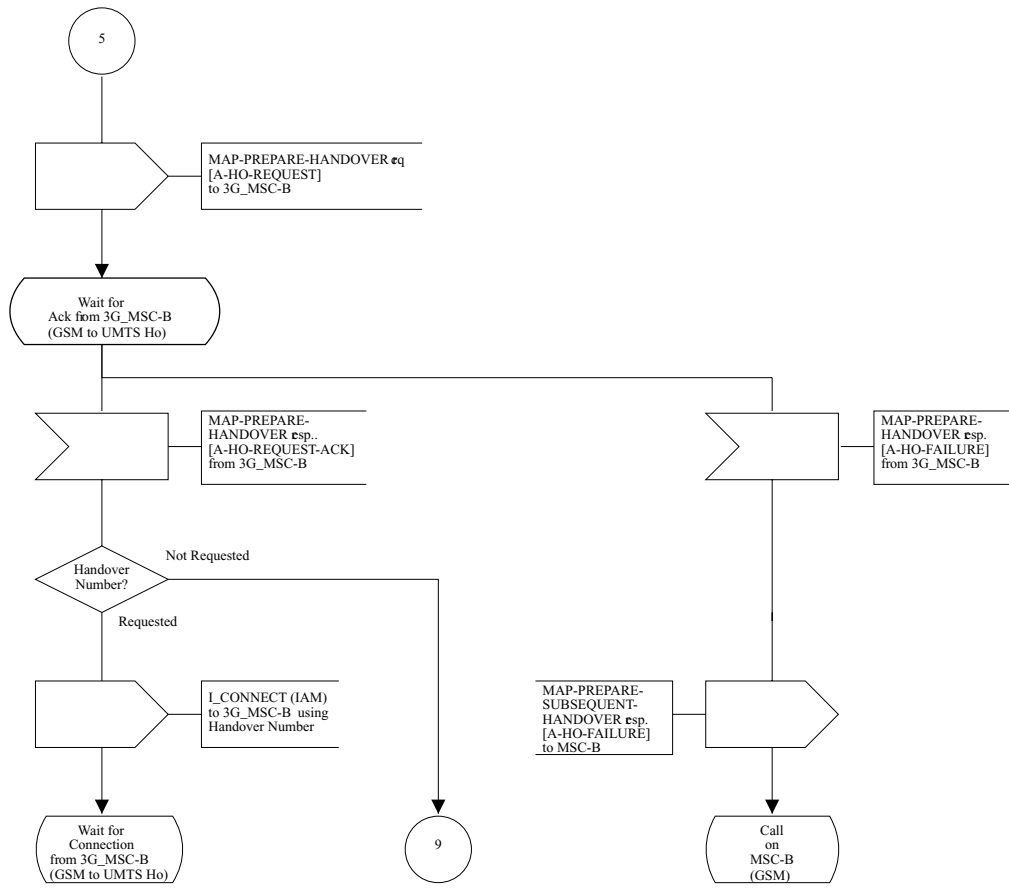 5
MAP-PREPARE-HANDOVER req
[A-HO-REQUEST]
to 3G_MSC-B
Wait for
Ack from 3G_MSC-B
(GSM to UMTS Ho)
MAP-PREPARE-
HANDOVER resp..
[A-HO-REQUEST-ACK]
from 3G_MSC-B
MAP-PREPARE-
HANDOVER resp.
[A-HO-FAILURE]
from 3G_MSC-B
Handover
Number?
Not Requested
Requested
I_CONNECT (IAM)
to 3G_MSC-B using
Handover Number
MAP-PREPARE-
SUBSEQUENT-
HANDOVER resp.
[A-HO-FAILURE]
to MSC-B
Wait for
Connection
from 3G_MSC-B
(GSM to UMTS Ho)
9
Call
on
MSC-B
(GSM)